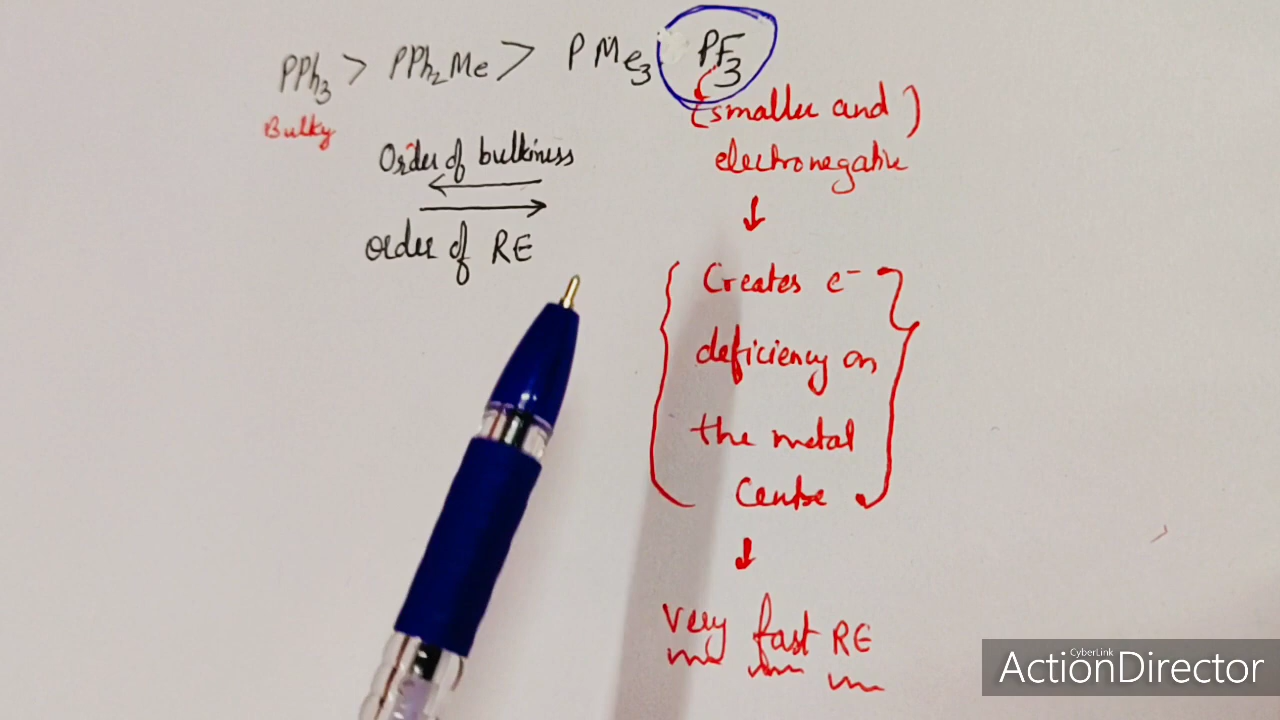 PPh3 > PPh2Me > PMe3 PF3
Bulky
(smaller and)
electronegative
Order of bulkiness
order of RE
Creates e-
deficiency on
the metal
Centre
very fast RE
CyberLink
ActionDirector